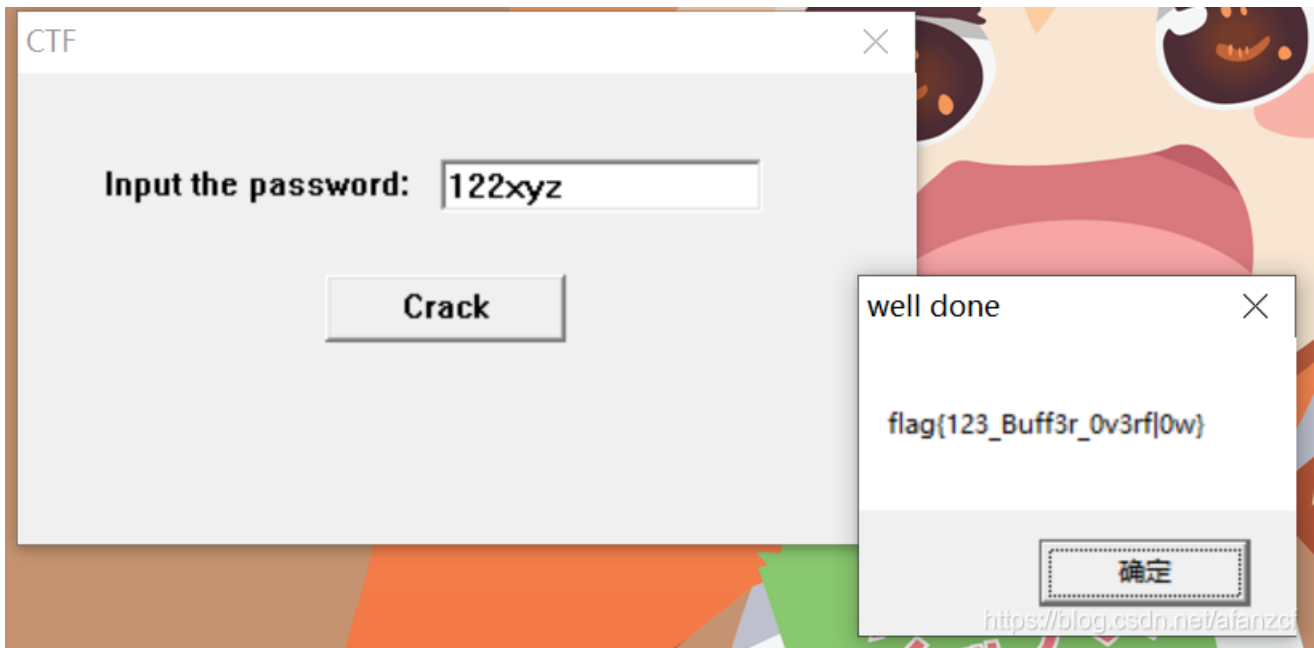 CTF
Input the password: 122xyz
Crack
well done
flag{123_Buff3r_0v3rf|0w}
确定
https://blog.csdn.net/afanzcf